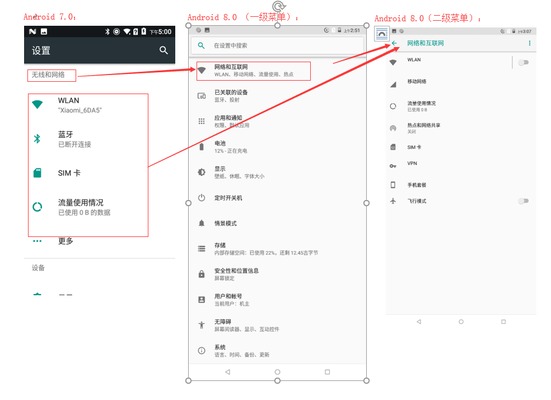 Android 7.0:
下午5:00
设置
无线和网络
WLAN
"Xiaomi_6DA5"
蓝牙
已断开连接
SIM 卡
流量使用情况
已使用 0 B 的数据
更多
设备
Android 8.0 （一级菜单）:
上午2:51
在设置中搜索
网络和互联网
WLAN、移动网络、流量使用、热点
已关联的设备
蓝牙、投射
应用和通知
权限、默认应用
电池
12% - 正在充电
显示
壁纸、休眠、字体大小
定时开关机
情景模式
存储
内部存储空间：已使用 22%，还剩 12.45吉字节
安全性和位置信息
屏幕锁定
用户和帐号
当前用户：机主
无障碍
屏幕阅读器、显示、互动控件
系统
语言、时间、备份、更新
Android 8.0（二级菜单）:
上午3:07
网络和互联网
WLAN
移动网络
流量使用情况
已使用 0 B
热点和网络共享
关闭
SIM 卡
VPN
手机套餐
飞行模式